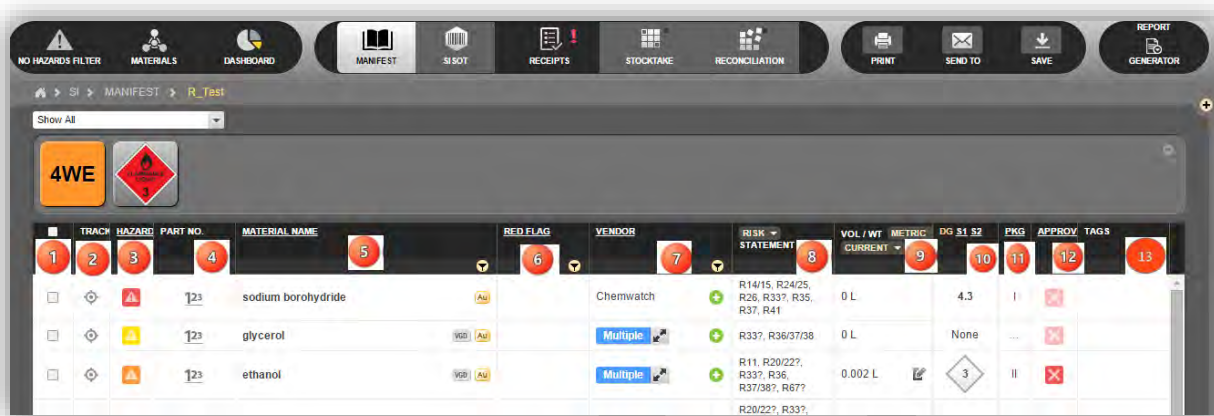 REPORT
NO HAZARDS FILTER MATERIALS DASHBOARD MANIFEST SISOT RECEIPTS STOCKTAKE RECONCILIATION PRINT SEND TO SAVE GENERATOR
SI MANIFEST R_Test
Show All
4WE
3
TRACK HAZARD PART NO. MATERIAL NAME RED FLAG VENDOR RISK VOL / WT METRIC DG S1 S2 PKG APPROV TAGS
STATEMENT CURRENT
1 2 3 4 5 6 7 8 9 10 11 12 13
123 sodium borohydride Au Chemwatch R14/15, R24/25, 0 L 4.3 I
R26, R33?, R35,
R37, R41
123 glycerol VGD Au Multiple R33?, R36/37/38 0 L None ...
123 ethanol VGD Au Multiple R11, R20/22?, 0.002 L 3 II
R33?, R36,
R37/38?, R67?
R20/22?, R33?,